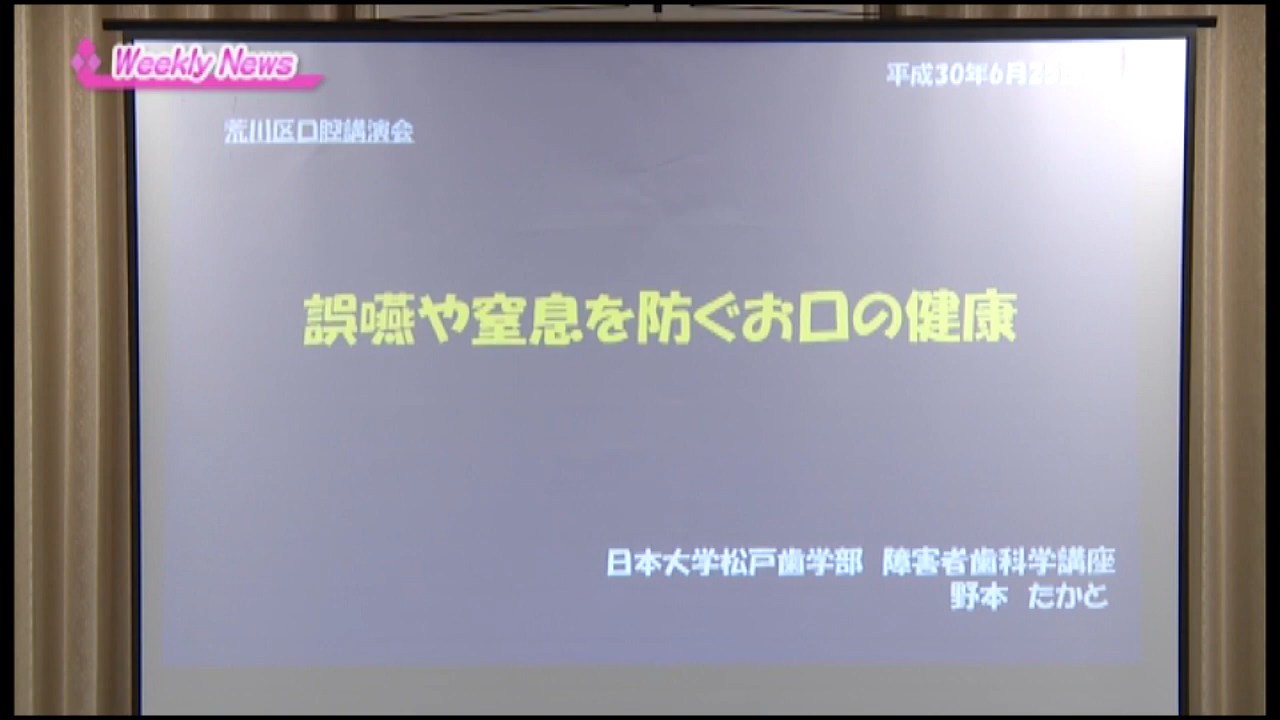 Weekly News
平成30年6月
荒川区口腔講演会
誤嚥や窒息を防ぐお口の健康
日本大学松戸歯学部 障害者歯科学講座
野本 たかと